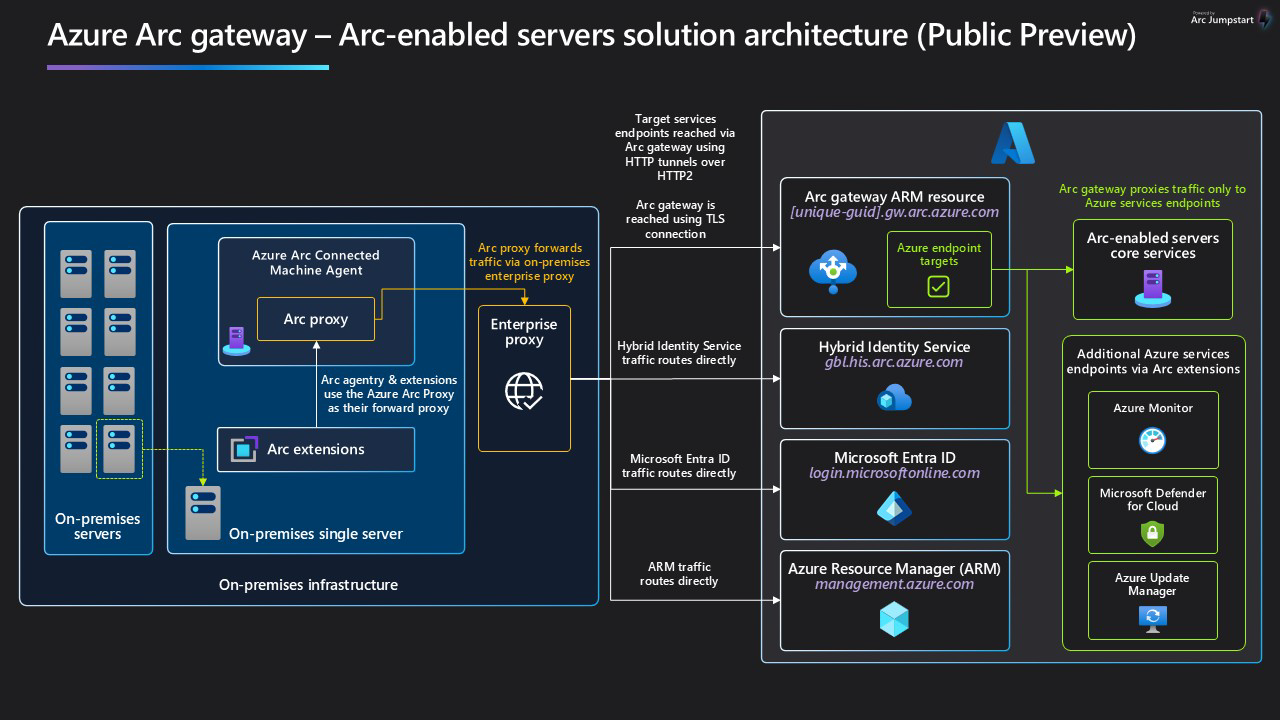 Azure Arc gateway – Arc-enabled servers solution architecture (Public Preview)
Powered by
Arc Jumpstart
On-premises
servers
Azure Arc Connected
Machine Agent
Arc proxy
Arc agentry & extensions
use the Azure Arc Proxy
as their forward proxy
Arc extensions
On-premises single server
On-premises infrastructure
Arc proxy forwards
traffic via on-premises
enterprise proxy
Enterprise
proxy
Target services
endpoints reached via
Arc gateway using
HTTP tunnels over
HTTP2
Arc gateway is
reached using TLS
connection
Hybrid Identity Service
traffic routes directly
Microsoft Entra ID
traffic routes directly
ARM traffic
routes directly
Arc gateway ARM resource
[unique-guid].gw.arc.azure.com
Azure endpoint
targets
Hybrid Identity Service
gbl.his.arc.azure.com
Microsoft Entra ID
login.microsoftonline.com
Azure Resource Manager (ARM)
management.azure.com
Arc gateway proxies traffic only to
Azure services endpoints
Arc-enabled servers
core services
Additional Azure services
endpoints via Arc extensions
Azure Monitor
Microsoft Defender
for Cloud
Azure Update
Manager